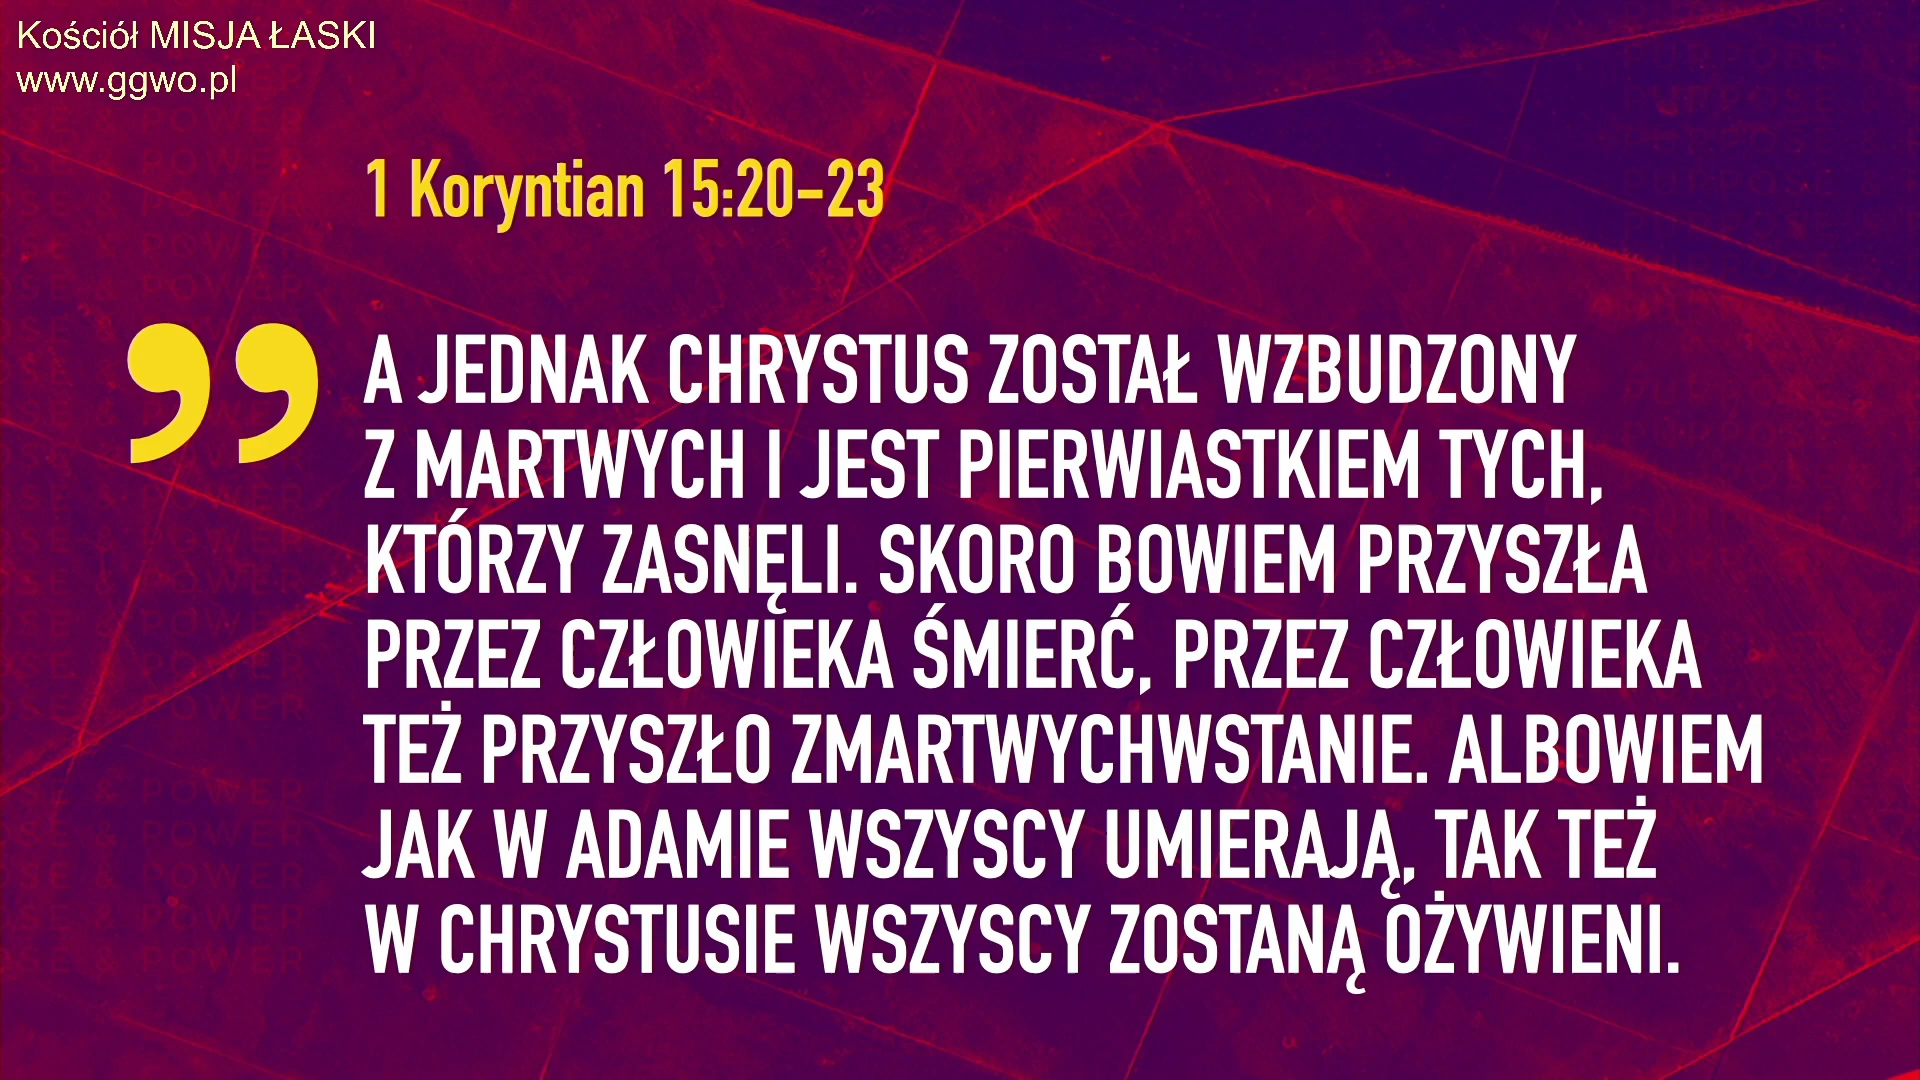 Kościół MISJA ŁASKI
www.ggwo.pl
1 Koryntian 15:20-23
A JEDNAK CHRYSTUS ZOSTAŁ WZBUDZONY
Z MARTWYCH I JEST PIERWIASTKIEM TYCH,
KTÓRZY ZASNĘLI. SKORO BOWIEM PRZYSZŁA
PRZEZ CZŁOWIEKA ŚMIERĆ, PRZEZ CZŁOWIEKA
TEŻ PRZYSZŁO ZMARTWYCHWSTANIE. ALBOWIEM
JAK W ADAMIE WSZYSCY UMIERAJĄ, TAK TEŻ
W CHRYSTUSIE WSZYSCY ZOSTANĄ OŻYWIENI.